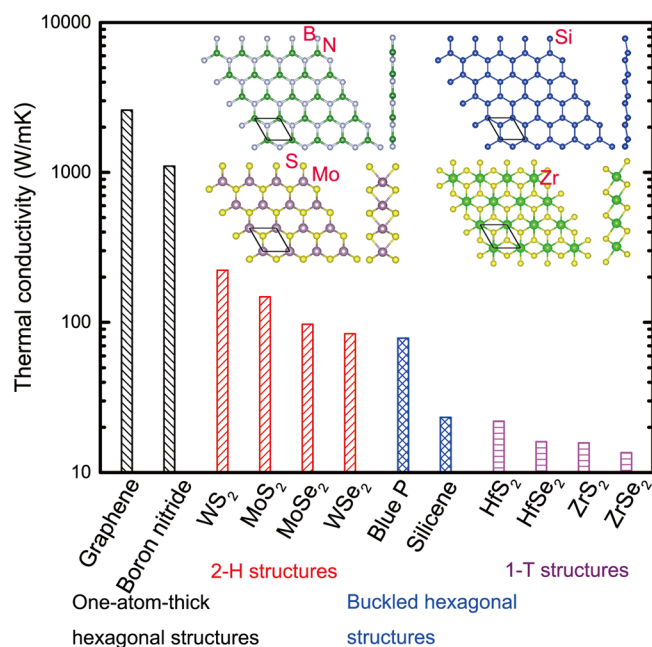 10000
1000
100
10
Thermal conductivity (W/mK)
B
N
Si
S
Mo
Zr
Graphene
Boron nitride
WS₂
MoS₂
MoSe₂
WSe₂
Blue P
Silicene
HfS₂
HfSe₂
ZrS₂
ZrSe₂
2-H structures
1-T structures
One-atom-thick
hexagonal structures
Buckled hexagonal
structures